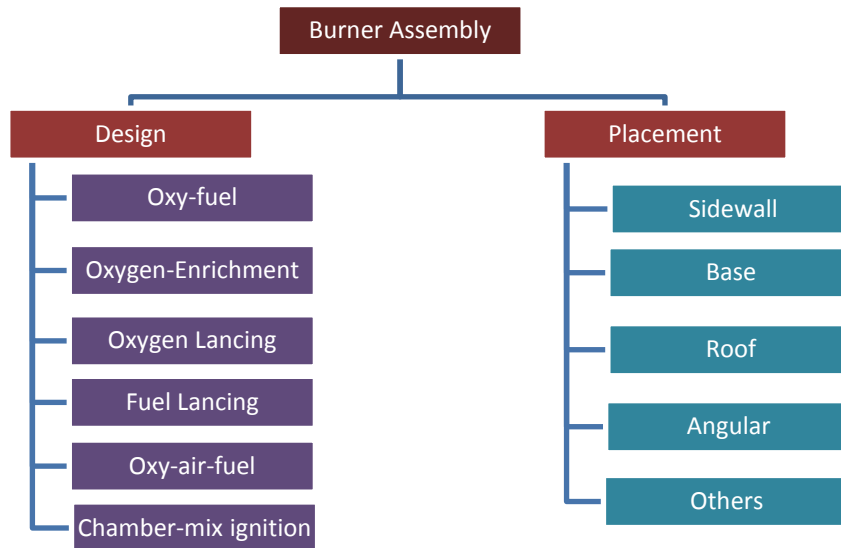 Burner Assembly
Design
Placement
Oxy-fuel
Oxygen-Enrichment
Oxygen Lancing
Fuel Lancing
Oxy-air-fuel
Chamber-mix ignition
Sidewall
Base
Roof
Angular
Others